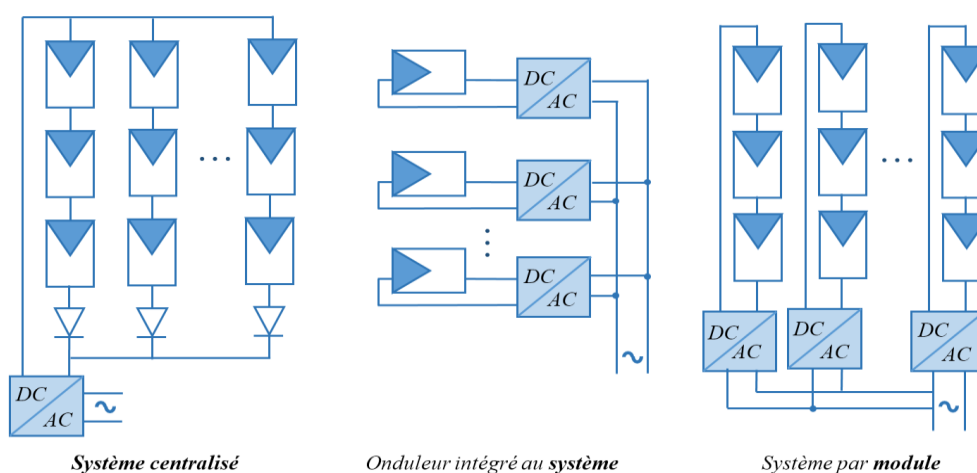 DC
AC
~
Système centralisé
DC
AC
DC
AC
DC
AC
~
Onduleur intégré au système
DC
AC
DC
AC
DC
AC
~
Système par module